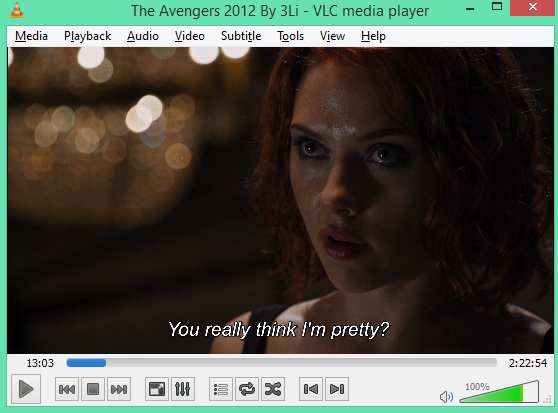 The Avengers 2012 By 3Li - VLC media player
Media Playback Audio Video Subtitle Tools View Help
You really think I'm pretty?
13:03 2:22:54
100%